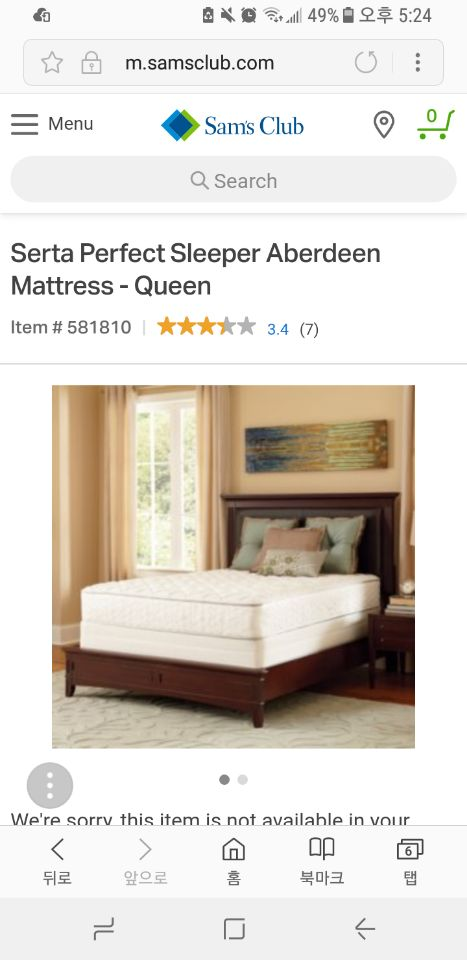 49% 오후 5:24
m.samsclub.com
Menu
Sam's Club
0
Search
Serta Perfect Sleeper Aberdeen
Mattress - Queen
Item # 581810 | 3.4 (7)
We're sorry, this item is not available in your
뒤로 앞으로 홈 북마크 6 탭